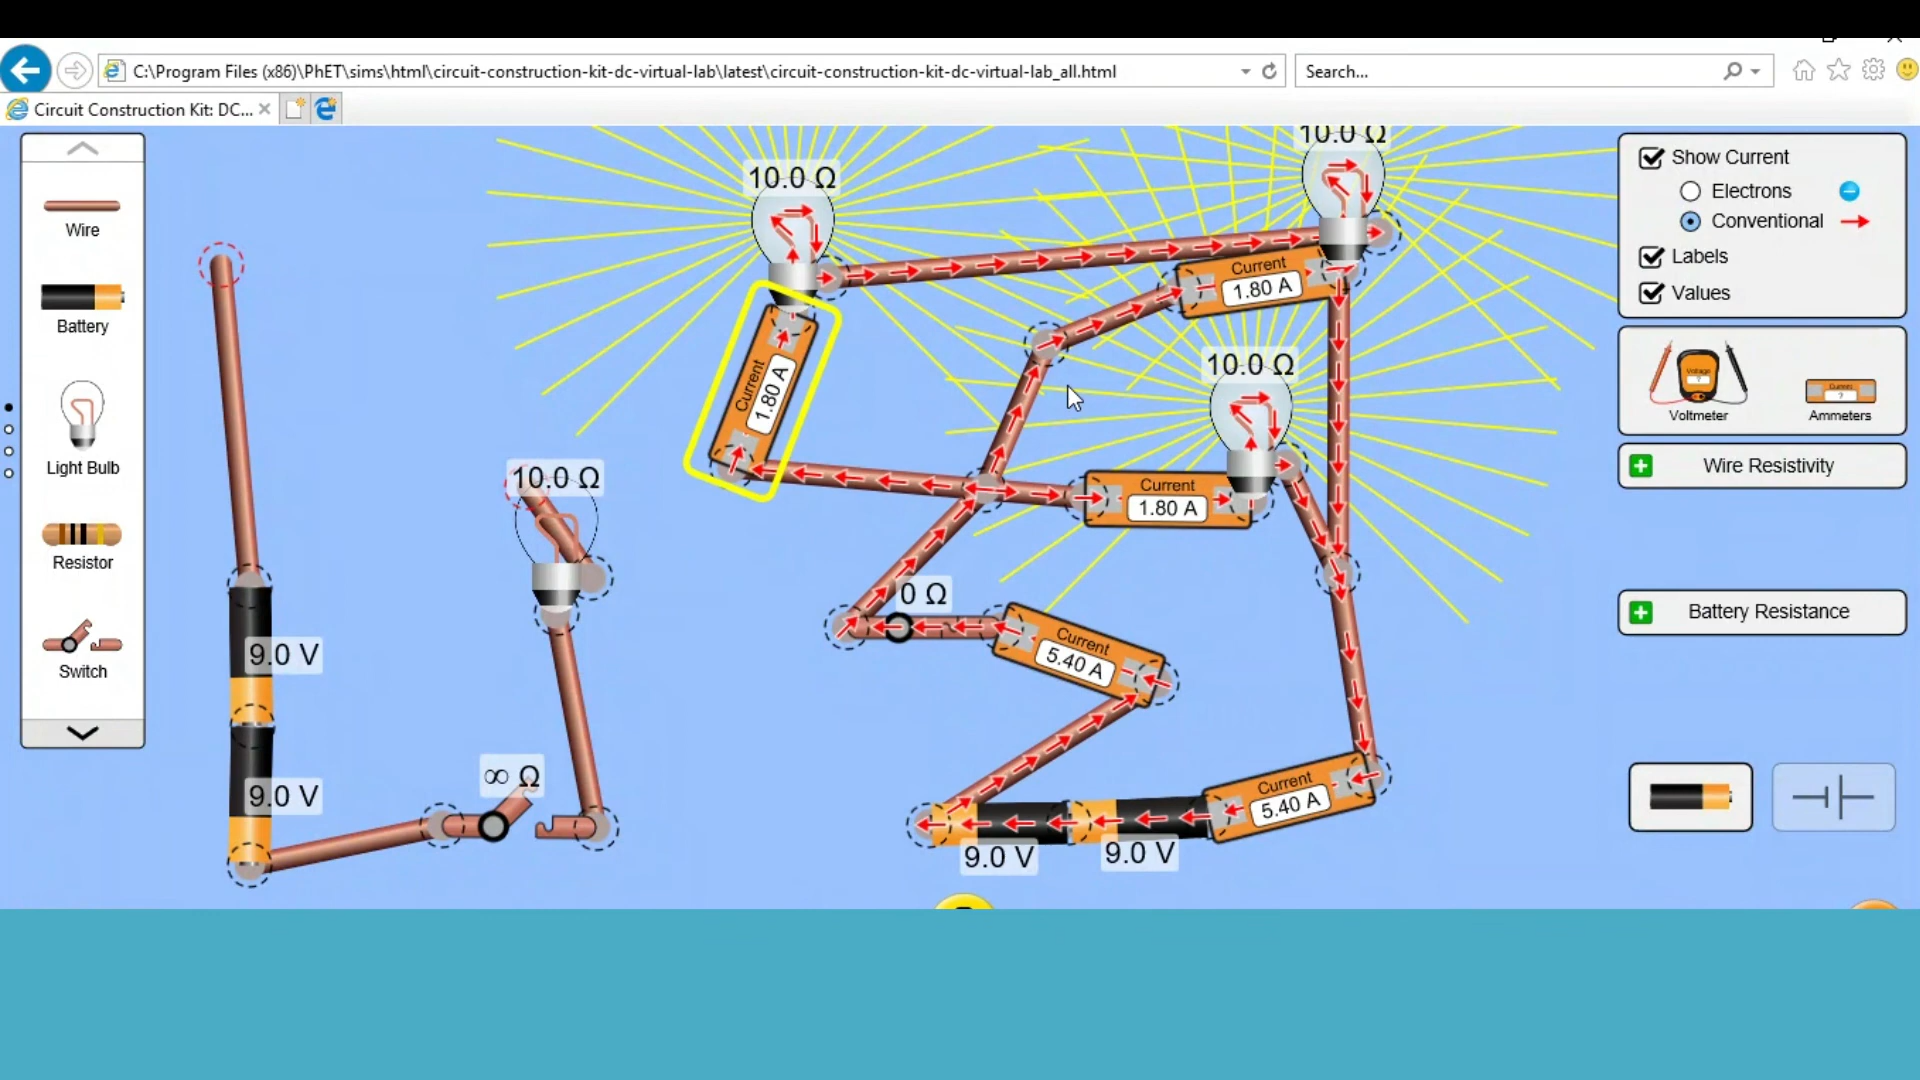 C:\Program Files (x86)\PhET\sims\html\circuit-construction-kit-dc-virtual-lab\latest\circuit-construction-kit-dc-virtual-lab_all.html
Search...
Circuit Construction Kit: DC...
Wire
Battery
Light Bulb
Resistor
Switch
9.0 V
9.0 V
10.0 Ω
∞ Ω
10.0 Ω
Current
1.80 A
10.0 Ω
Current
1.80 A
10.0 Ω
Current
1.80 A
0 Ω
Current
5.40 A
9.0 V
9.0 V
Current
5.40 A
Show Current
Electrons
Conventional
Labels
Values
Voltage
?
Voltmeter
Current
?
Ammeters
Wire Resistivity
Battery Resistance